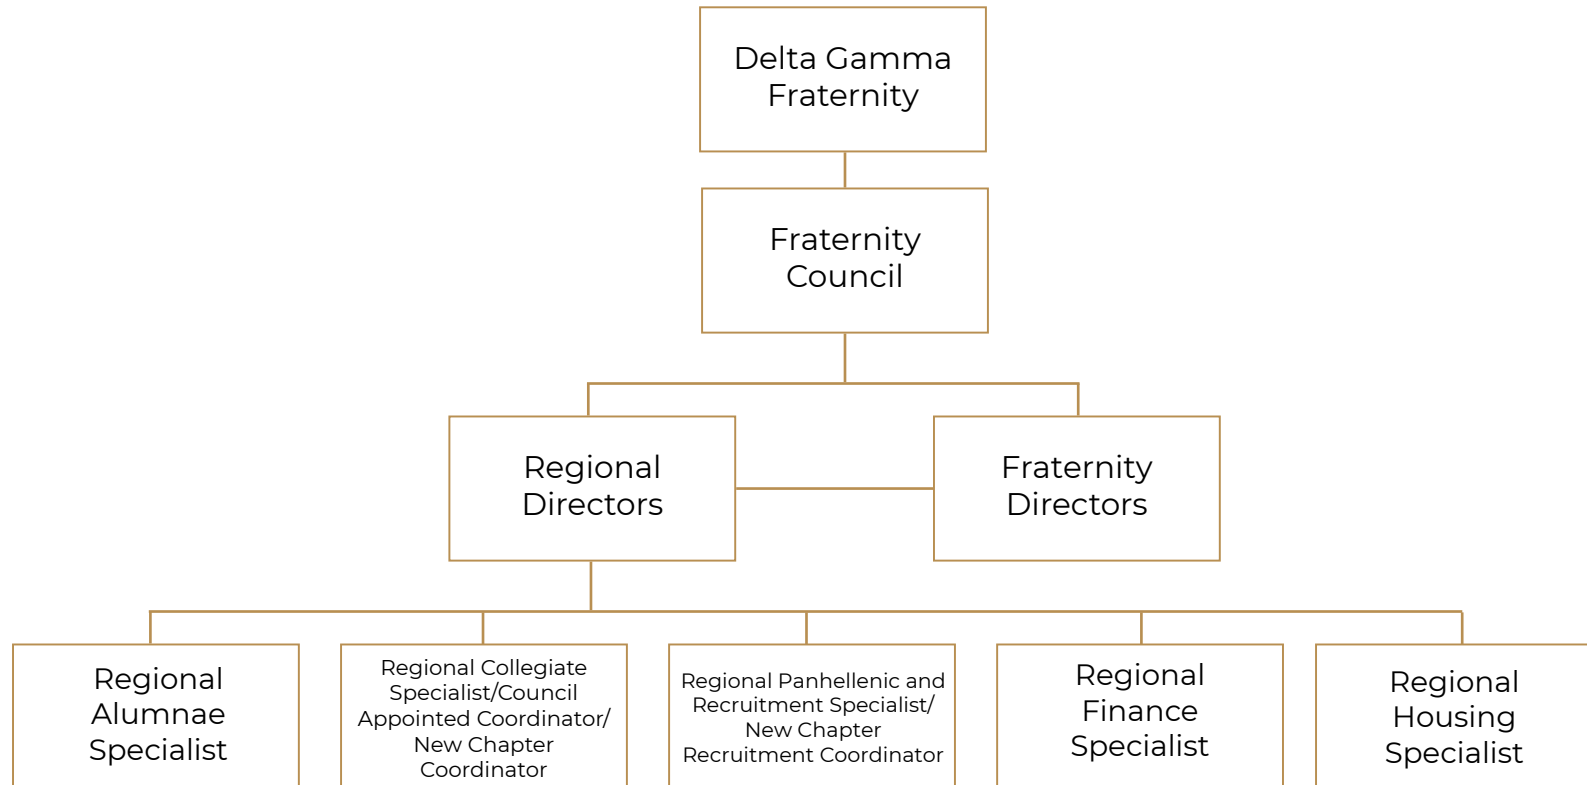 Delta Gamma
Fraternity
Fraternity
Council
Regional
Directors
Fraternity
Directors
Regional
Alumnae
Specialist
Regional Collegiate
Specialist/Council
Appointed Coordinator/
New Chapter
Coordinator
Regional Panhellenic and
Recruitment Specialist/
New Chapter
Recruitment Coordinator
Regional
Finance
Specialist
Regional
Housing
Specialist